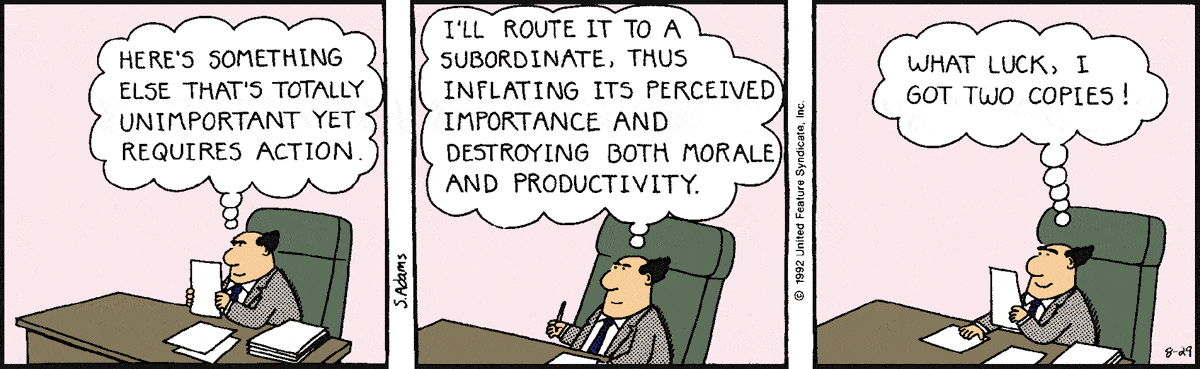 HERE'S SOMETHING
ELSE THAT'S TOTALLY
UNIMPORTANT YET
REQUIRES ACTION.
S.Adams
I'LL ROUTE IT TO A
SUBORDINATE, THUS
INFLATING ITS PERCEIVED
IMPORTANCE AND
DESTROYING BOTH MORALE
AND PRODUCTIVITY.
© 1992 United Feature Syndicate, Inc.
WHAT LUCK, I
GOT TWO COPIES!
8-29